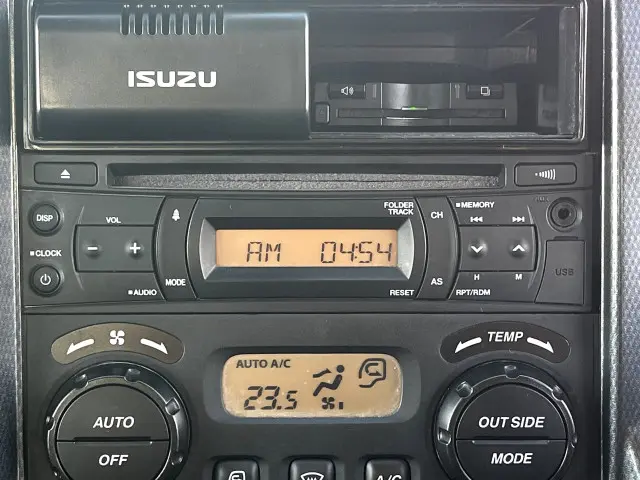 ISUZU
DISP
VOL
FOLDER
TRACK
CH
MEMORY
CLOCK
AM 04:54
MODE
AUDIO
RESET
AS
H
M
RPT/RDM
USB
TEMP
AUTO A/C
23.5
AUTO
OFF
OUT SIDE
MODE
A/C